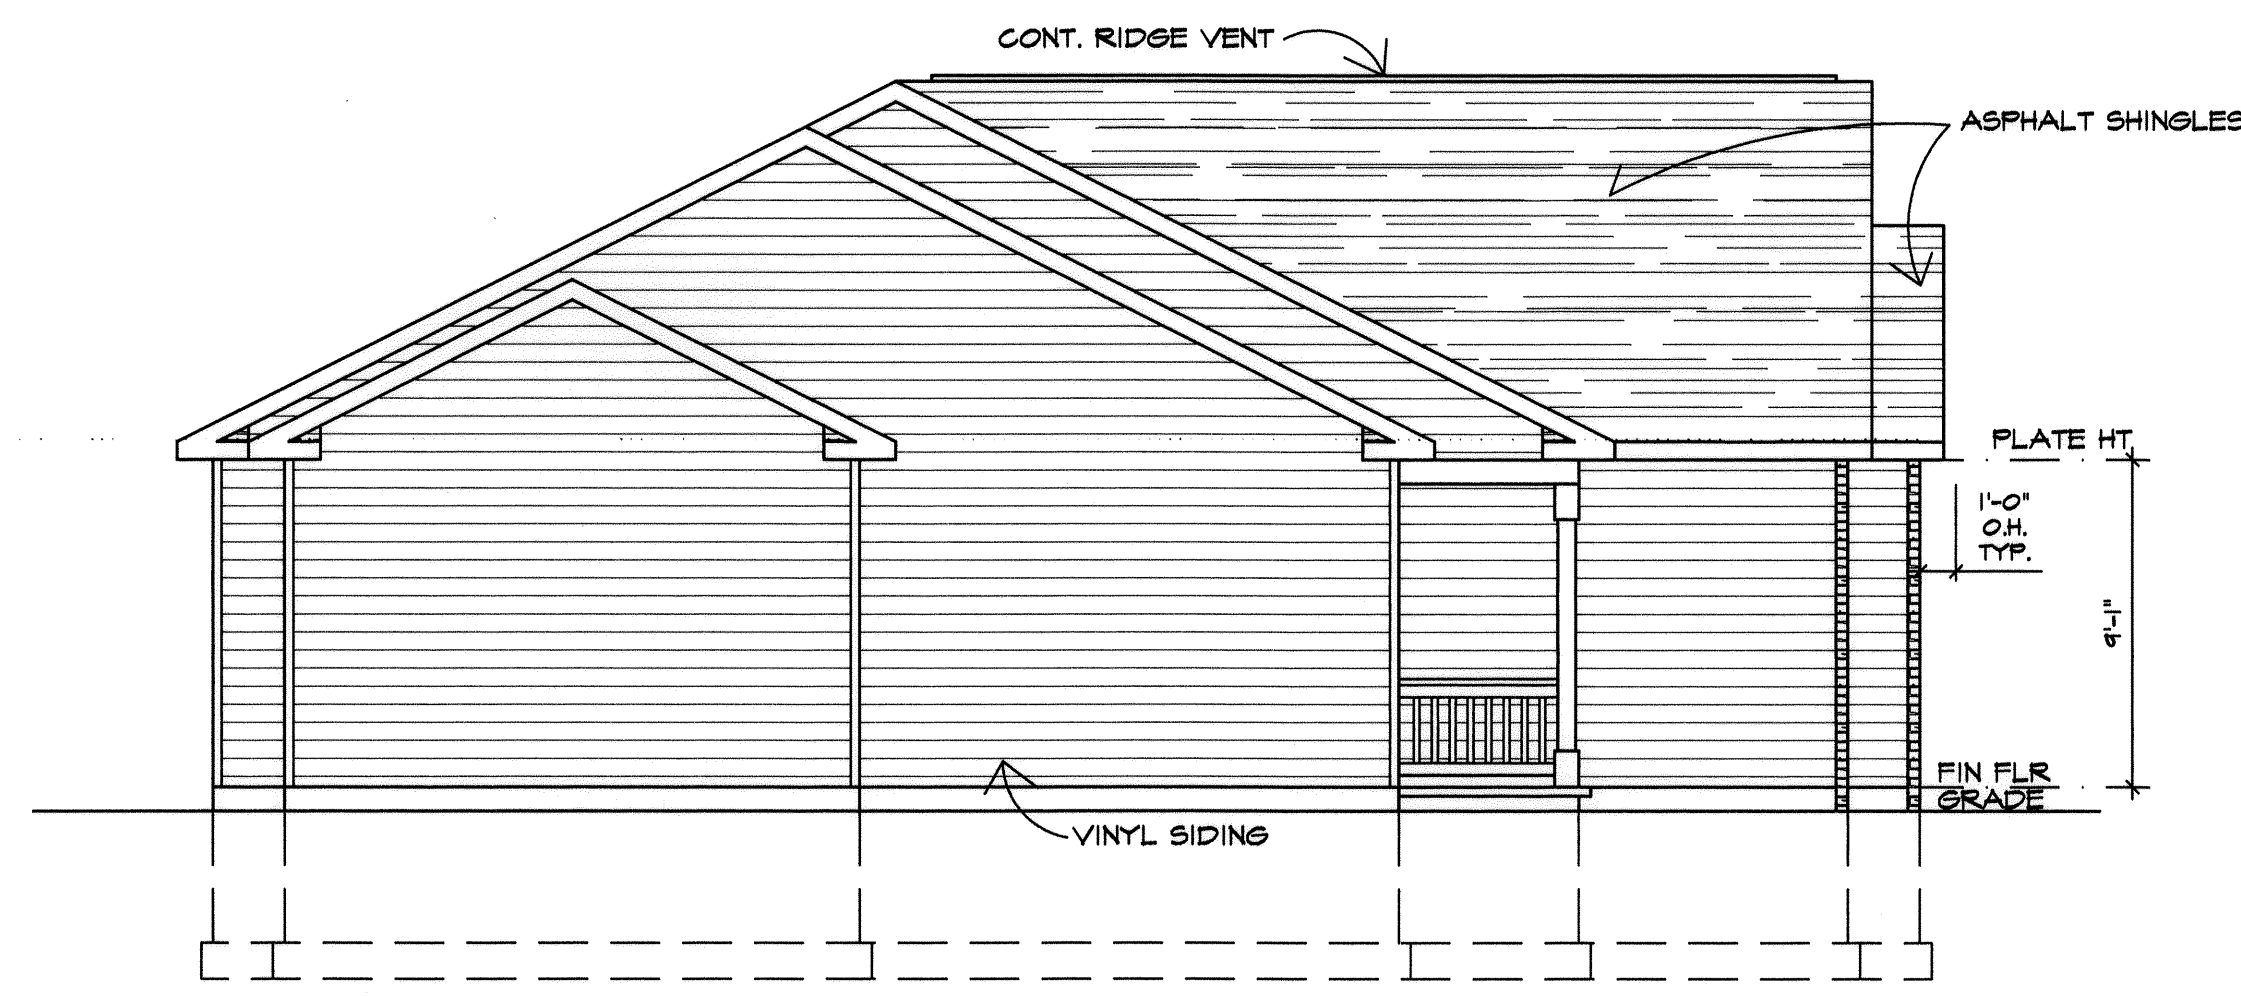 CONT. RIDGE VENT
ASPHALT SHINGLES
PLATE HT.
1'-0"
O.H.
TYP.
9'-1"
FIN FLR
GRADE
VINYL SIDING